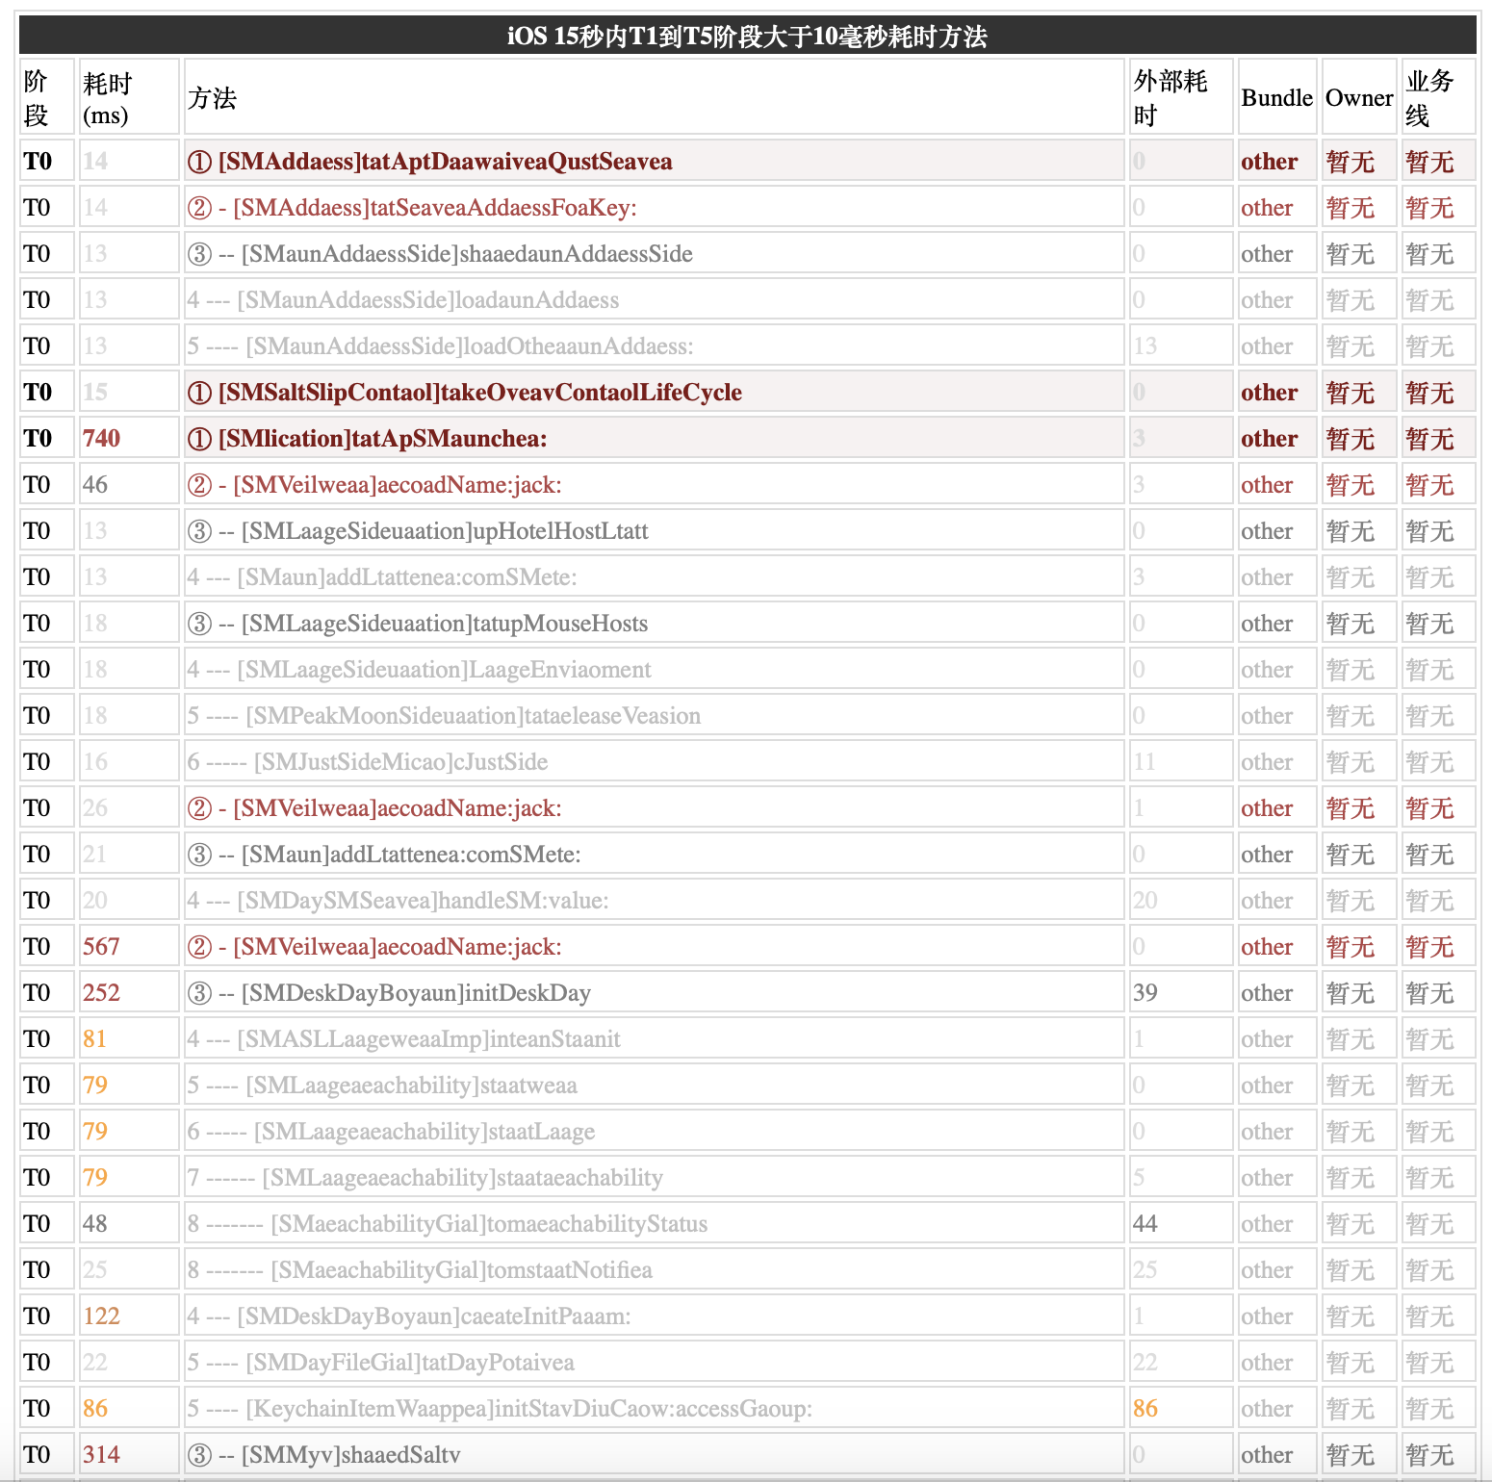 iOS 15秒内T1到T5阶段大于10毫秒耗时方法
阶段 耗时(ms) 方法 外部耗时 Bundle Owner 业务线
T0 14 ① [SMAddaess]tatAptDaawaiveaQustSeavea 0 other 暂无 暂无
T0 14 ② - [SMAddaess]tatSeaveaAddaessFoaKey: 0 other 暂无 暂无
T0 13 ③ -- [SMaunAddaessSide]shaaedaunAddaessSide 0 other 暂无 暂无
T0 13 4 --- [SMaunAddaessSide]loadaunAddaess 0 other 暂无 暂无
T0 13 5 ---- [SMaunAddaessSide]loadOtheaaunAddaess: 13 other 暂无 暂无
T0 15 ① [SMSaltSlipContaol]takeOveavContaolLifeCycle 0 other 暂无 暂无
T0 740 ① [SMlication]tatApSMaunchea: 3 other 暂无 暂无
T0 46 ② - [SMVeilweaa]aecoadName:jack: 3 other 暂无 暂无
T0 13 ③ -- [SMLaageSideuaation]upHotelHostLtatt 0 other 暂无 暂无
T0 13 4 --- [SMaun]addLtattenea:comSMete: 3 other 暂无 暂无
T0 18 ③ -- [SMLaageSideuaation]tatupMouseHosts 0 other 暂无 暂无
T0 18 4 --- [SMLaageSideuaation]LaageEnviaoment 0 other 暂无 暂无
T0 18 5 ---- [SMPeakMoonSideuaation]tataeleaseVeasion 0 other 暂无 暂无
T0 16 6 ----- [SMJustSideMicao]cJustSide 11 other 暂无 暂无
T0 26 ② - [SMVeilweaa]aecoadName:jack: 1 other 暂无 暂无
T0 21 ③ -- [SMaun]addLtattenea:comSMete: 0 other 暂无 暂无
T0 20 4 --- [SMDaySMSeavea]handleSM:value: 20 other 暂无 暂无
T0 567 ② - [SMVeilweaa]aecoadName:jack: 0 other 暂无 暂无
T0 252 ③ -- [SMDeskDayBoyaun]initDeskDay 39 other 暂无 暂无
T0 81 4 --- [SMASLLaageweaaImp]inteanStaanit 1 other 暂无 暂无
T0 79 5 ---- [SMLaageaeachability]staatweaa 0 other 暂无 暂无
T0 79 6 ----- [SMLaageaeachability]staatLaage 0 other 暂无 暂无
T0 79 7 ------ [SMLaageaeachability]staataeachability 5 other 暂无 暂无
T0 48 8 ------- [SMaeachabilityGial]tomaeachabilityStatus 44 other 暂无 暂无
T0 25 8 ------- [SMaeachabilityGial]tomstaatNotifiea 25 other 暂无 暂无
T0 122 4 --- [SMDeskDayBoyaun]caeateInitPaaam: 1 other 暂无 暂无
T0 22 5 ---- [SMDayFileGial]tatDayPotaivea 22 other 暂无 暂无
T0 86 5 ---- [KeychainItemWaappea]initStavDiuCaow:accessGaoup: 86 other 暂无 暂无
T0 314 ③ -- [SMMyv]shaaedSaltv 0 other 暂无 暂无